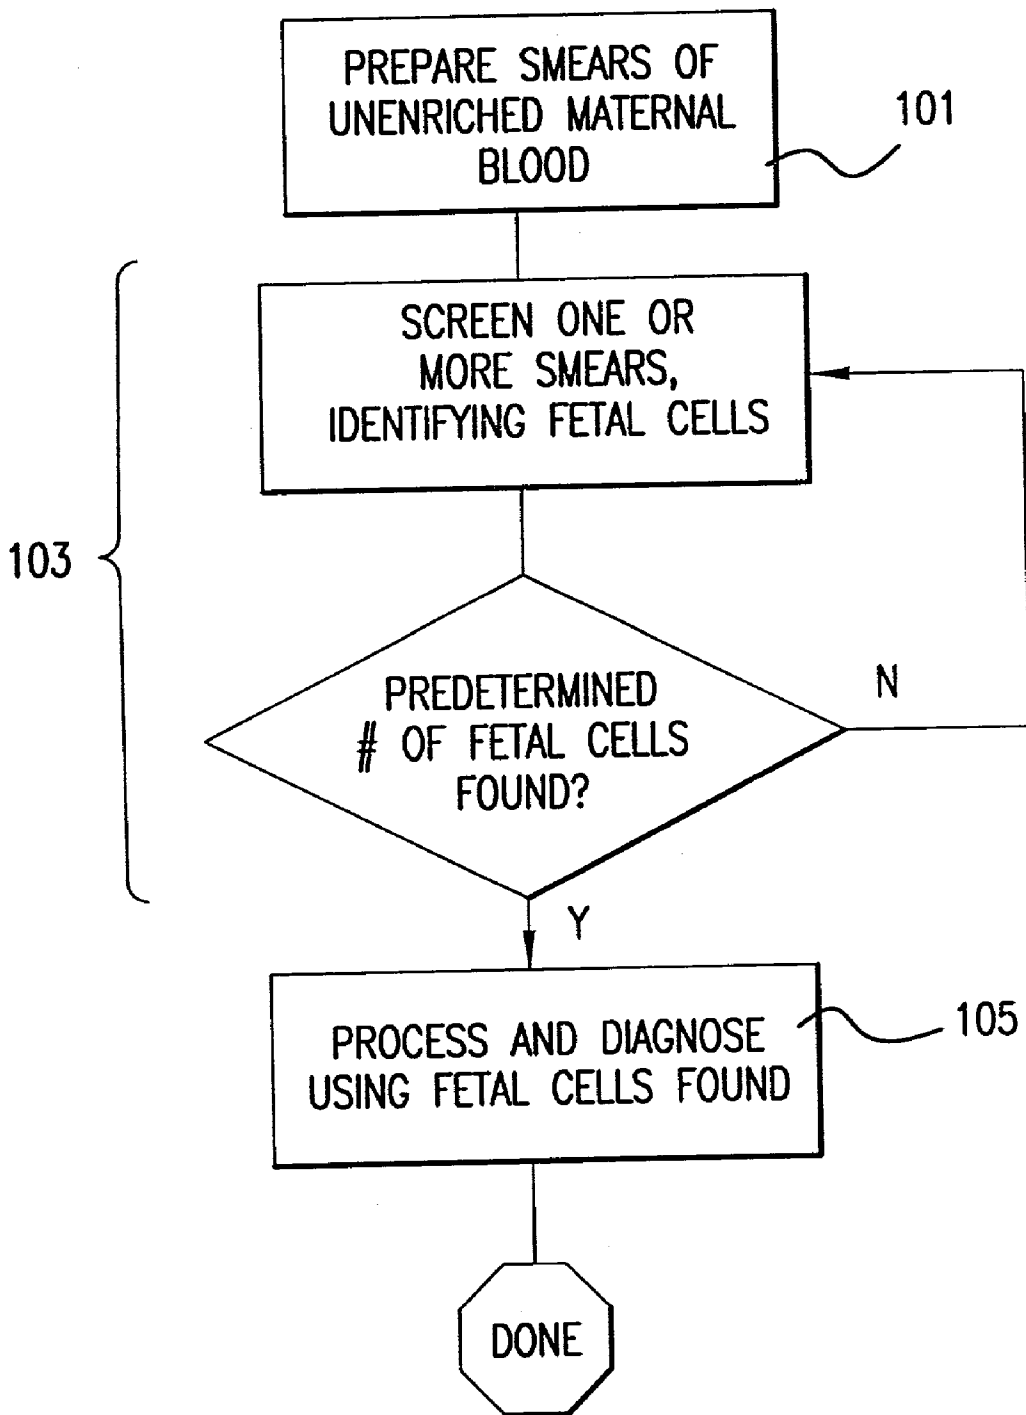 PREPARE SMEARS OF
UNENRICHED MATERNAL
BLOOD
101
SCREEN ONE OR
MORE SMEARS,
IDENTIFYING FETAL CELLS
103
PREDETERMINED
# OF FETAL CELLS
FOUND?
N
Y
PROCESS AND DIAGNOSE
USING FETAL CELLS FOUND
105
DONE